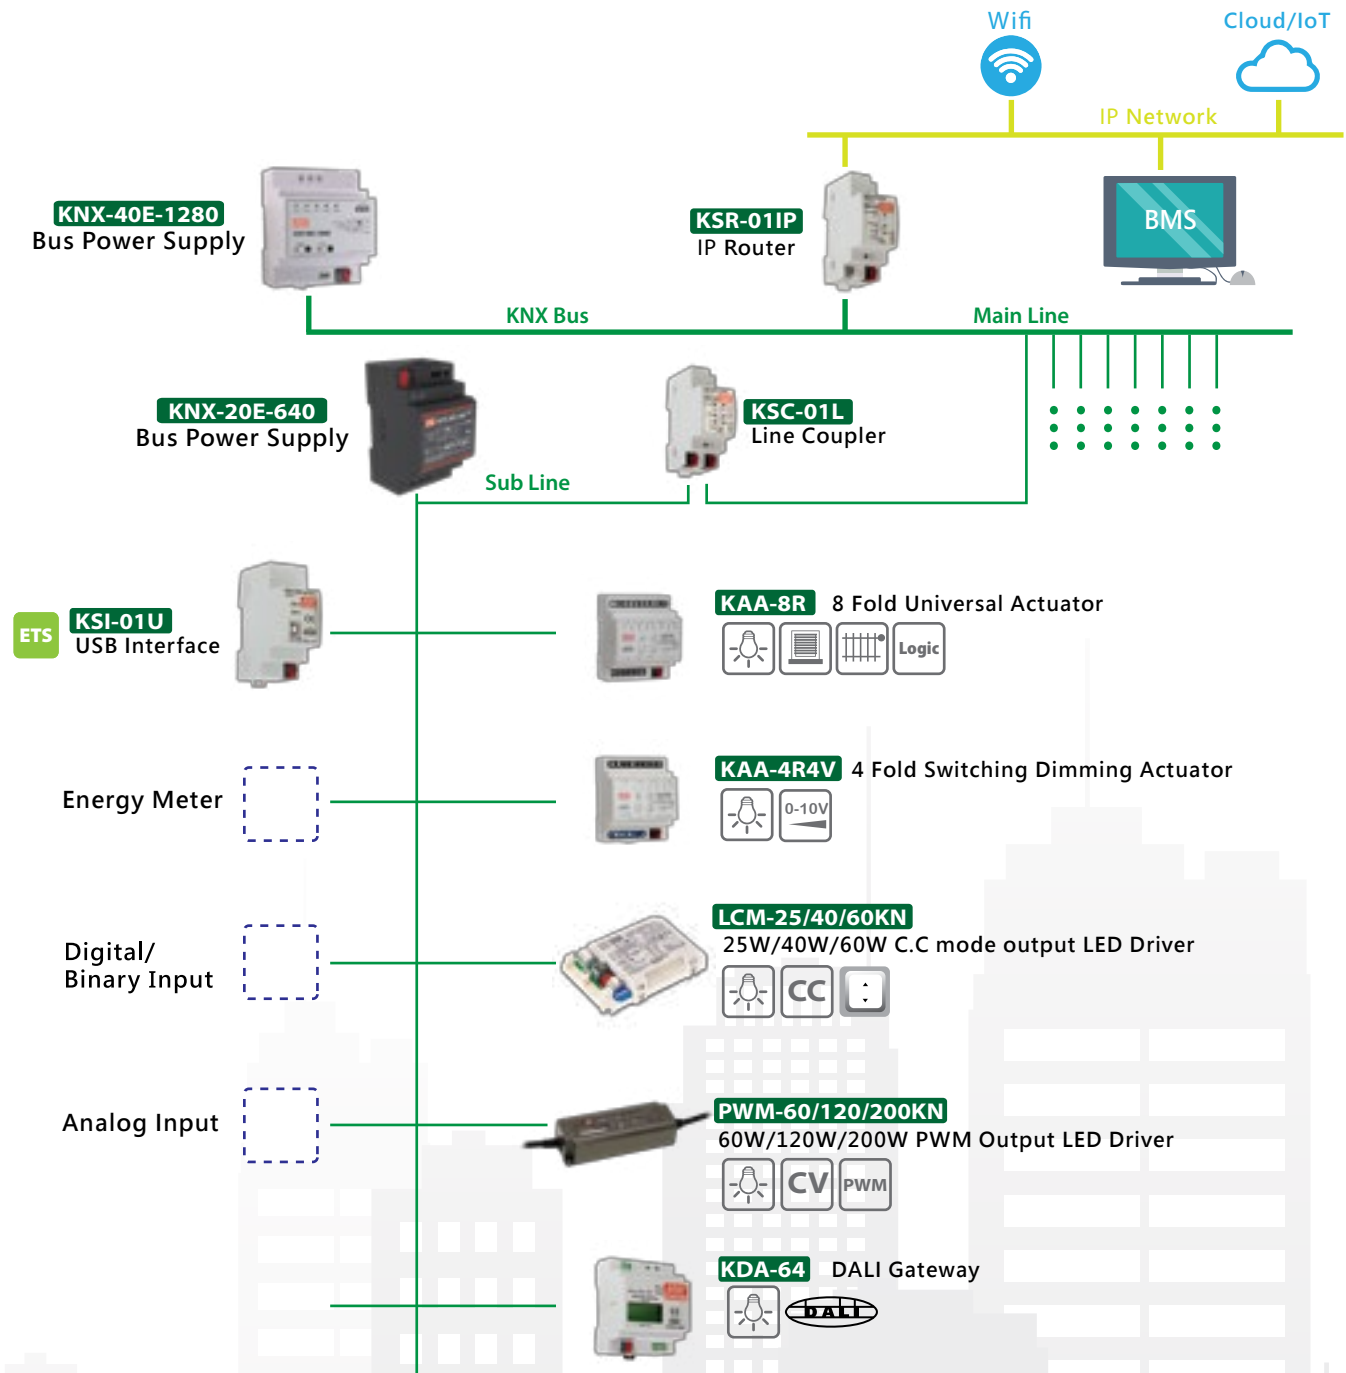 Wifi
Cloud/IoT
IP Network
KNX-40E-1280
Bus Power Supply
KSR-01IP
IP Router
BMS
KNX Bus
Main Line
KNX-20E-640
Bus Power Supply
KSC-01L
Line Coupler
Sub Line
ETS
KSI-01U
USB Interface
KAA-8R 8 Fold Universal Actuator
Logic
Energy Meter
KAA-4R4V 4 Fold Switching Dimming Actuator
0-10V
Digital/
Binary Input
LCM-25/40/60KN
25W/40W/60W C.C mode output LED Driver
CC
Analog Input
PWM-60/120/200KN
60W/120W/200W PWM Output LED Driver
CV PWM
KDA-64 DALI Gateway
DALI